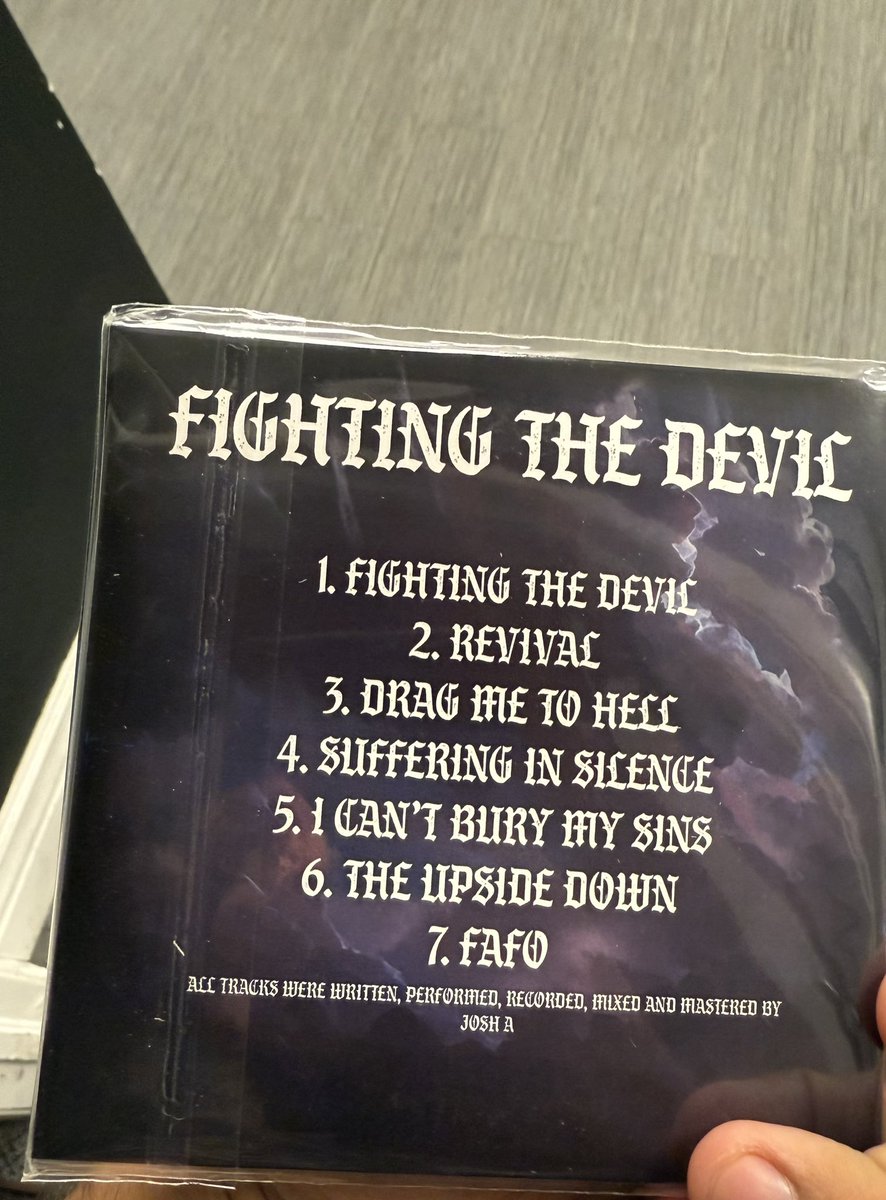 FIGHTING THE DEVIL
1. FIGHTING THE DEVIL
2. REVIVAL
3. DRAG ME TO HELL
4. SUFFERING IN SILENCE
5. I CAN'T BURY MY SINS
6. THE UPSIDE DOWN
7. FAFO
ALL TRACKS WERE WRITTEN, PERFORMED, RECORDED, MIXED AND MASTERED BY
JOSH A